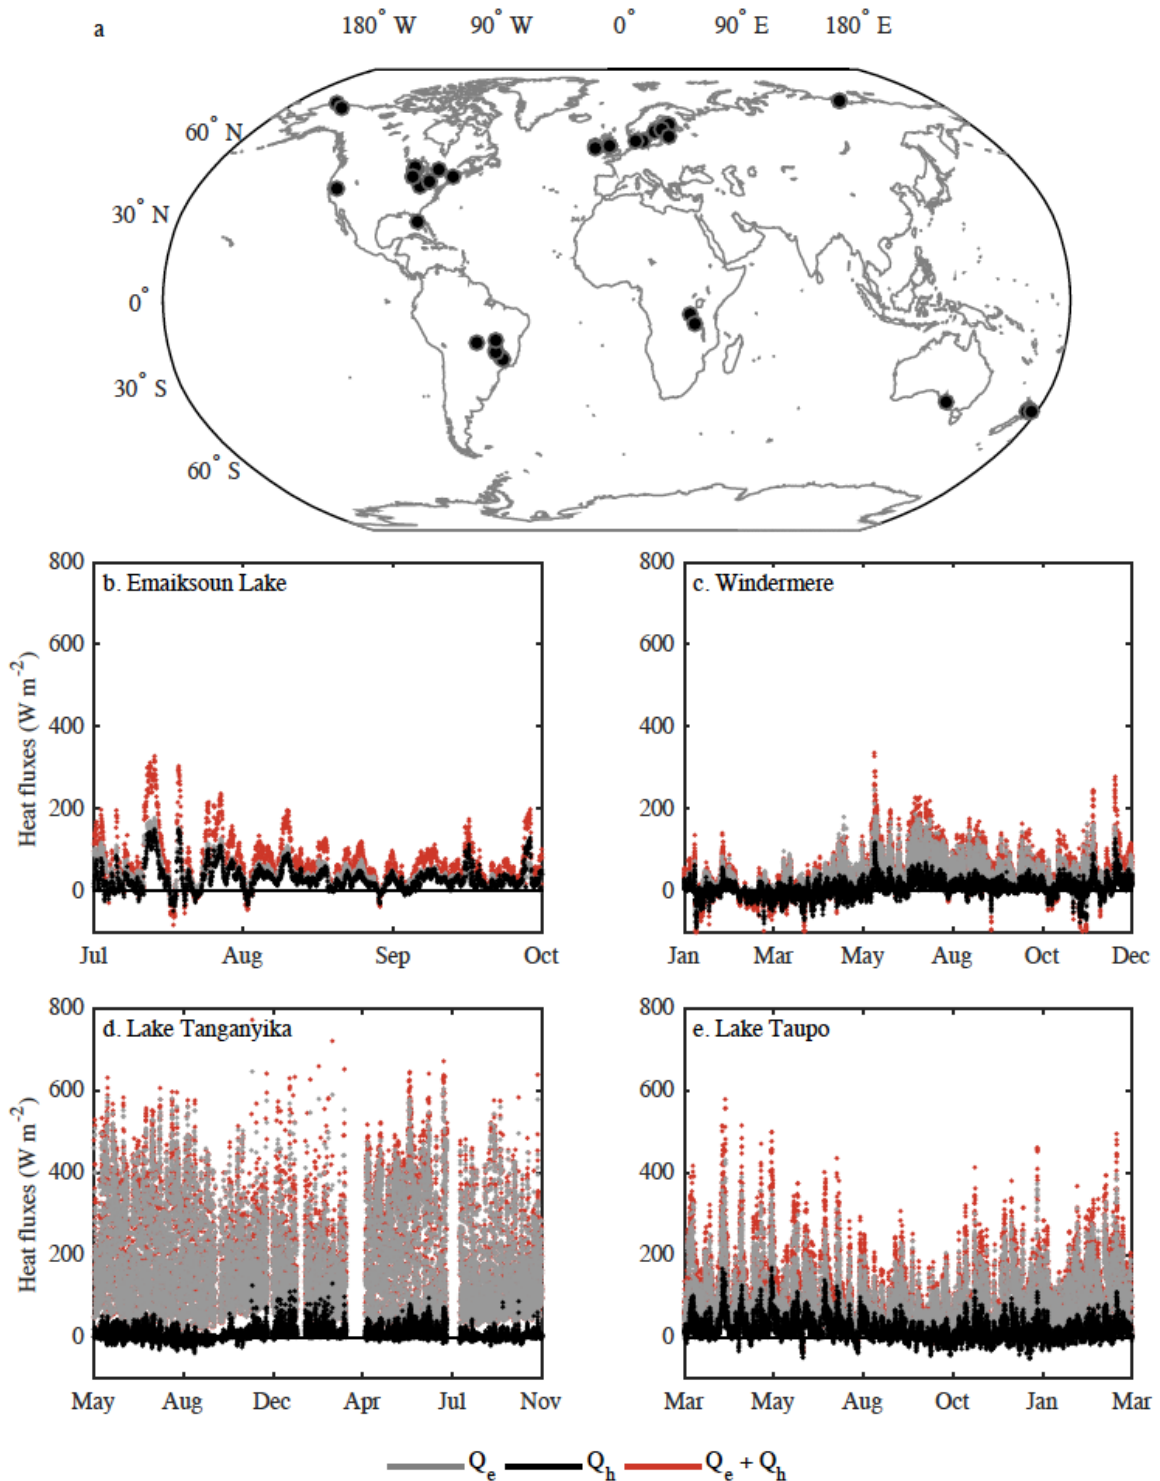 a
180° W 90° W 0° 90° E 180° E
60° N
30° N
0°
30° S
60° S
b. Emaiksoun Lake
800
600
400
200
0
Heat fluxes (W m-2)
Jul Aug Sep Oct
c. Windermere
800
600
400
200
0
Jan Mar May Aug Oct Dec
d. Lake Tanganyika
800
600
400
200
0
Heat fluxes (W m-2)
May Aug Dec Apr Jul Nov
e. Lake Taupo
800
600
400
200
0
Mar May Aug Oct Jan Mar
Qe Qh Qe + Qh